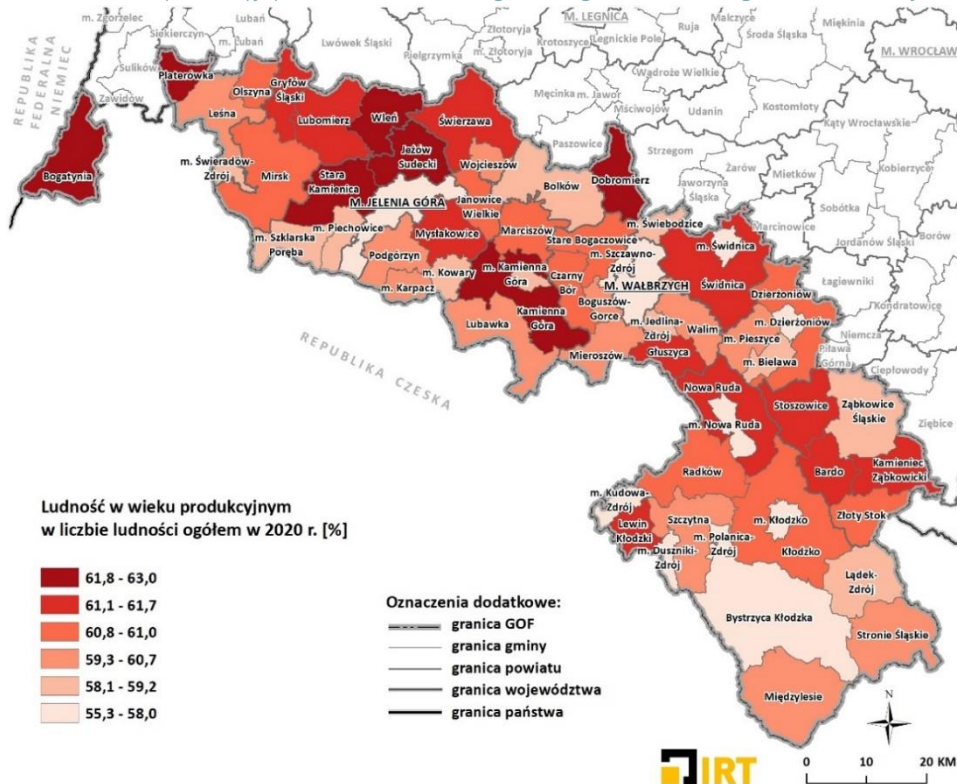 m. Zgorzelec
Lubań
Siekierczyn
m. Lubań
Sulików
Zawidów
REPUBLIKA
FEDERALNA
NIEMIEC
Lwówek Śląski
Pielgrzymka
Złotoryja
m. Złotoryja
M. LEGNICA
Krotoszyce
Legnickie Pole
Ruja
Malczyce
Środa Śląska
Miękinia
M. WROCŁAW
Męcinka
m. Jawor
Wądroże Wielkie
Mściwojów
Udanin
Kostomłoty
Kąty Wrocławskie
Paszowice
Strzegom
Żarów
Mietków
Kobierzyce
Jaworzyna
Śląska
Marcinowice
Sobótka
Jordanów Śląski
Borów
Łagiewniki
Kondratowice
Niemcza
Piława
Górna
Ciepłowody
Ziębice
Bogatynia
Platerówka
Olszyna
Gryfów
Śląski
Leśna
Lubomierz
Wleń
Świerzawa
m. Świeradów-
Zdrój
Mirsk
Stara
Kamienica
Jeżów
Sudecki
Wojcieszów
Bolków
Dobromierz
M. JELENIA GÓRA
Janowice
Wielkie
m. Piechowice
m. Szklarska
Poręba
Podgórzyn
Mysłakowice
Marciszów
Stare Bogaczowice
m. Świebodzice
m. Świdnica
Świdnica
m. Karpacz
m. Kowary
m. Kamienna
Góra
Czarny
Bór
m. Szczawno-
Zdrój
M. WAŁBRZYCH
Boguszów-
Gorce
Dzierżoniów
m. Dzierżoniów
Kamienna
Góra
Lubawka
Mieroszów
m. Jedlina-
Zdrój
Walim
m. Pieszyce
m. Bielawa
Głuszyca
REPUBLIKA CZESKA
Nowa Ruda
m. Nowa Ruda
Stoszowice
Ząbkowice
Śląskie
Bardo
Kamieniec
Ząbkowicki
Radków
m. Kudowa-
Zdrój
Lewin
Kłodzki
Szczytna
m. Kłodzko
Kłodzko
Złoty Stok
m. Duszniki-
Zdrój
m. Polanica-
Zdrój
Lądek-
Zdrój
Bystrzyca Kłodzka
Stronie Śląskie
Międzylesie
Ludność w wieku produkcyjnym
w liczbie ludności ogółem w 2020 r. [%]
61,8 - 63,0
61,1 - 61,7
60,8 - 61,0
59,3 - 60,7
58,1 - 59,2
55,3 - 58,0
Oznaczenia dodatkowe:
granica GOF
granica gminy
granica powiatu
granica województwa
granica państwa
N
IRT
0 10 20 KM